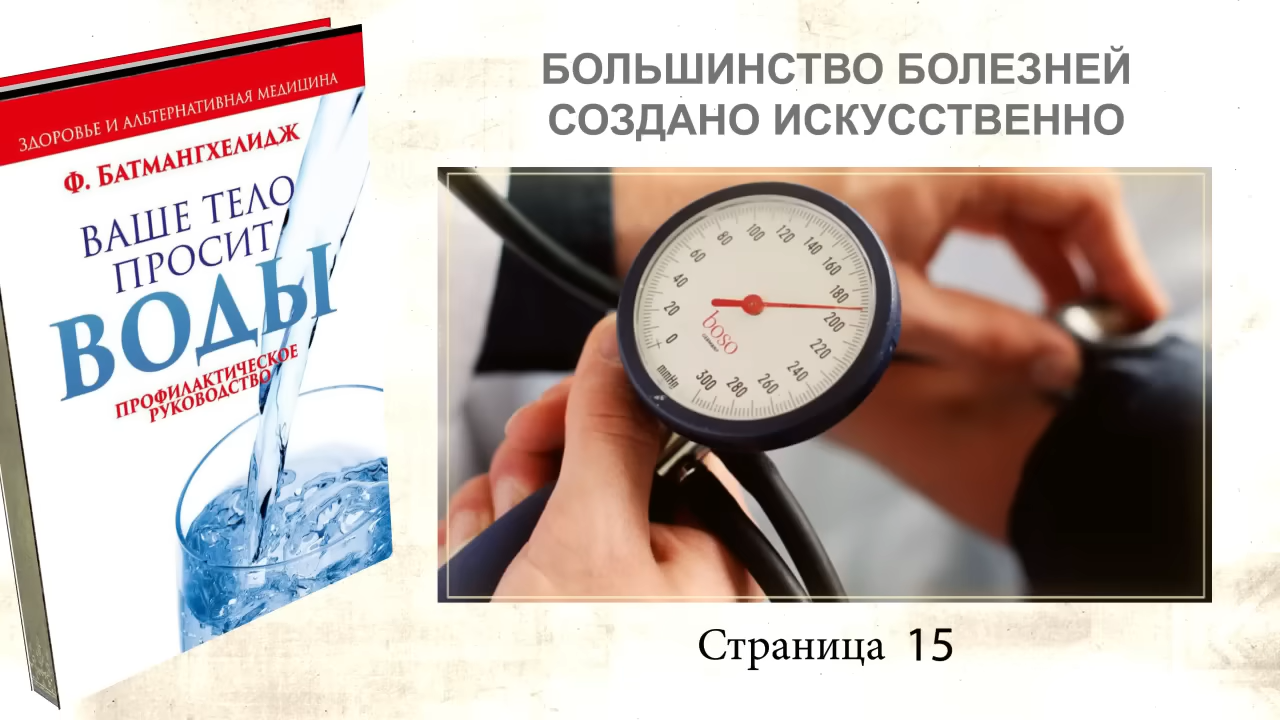 ЗДОРОВЬЕ И АЛЬТЕРНАТИВНАЯ МЕДИЦИНА
Ф. БАТМАНГХЕЛИДЖ
ВАШЕ ТЕЛО
ПРОСИТ
ВОДЫ
ПРОФИЛАКТИЧЕСКОЕ
РУКОВОДСТВО
БОЛЬШИНСТВО БОЛЕЗНЕЙ
СОЗДАНО ИСКУССТВЕННО
0 20 40 60 80 100 120 140 160 180 200 220 240 260 280 300
boso
mmHg
Страница 15